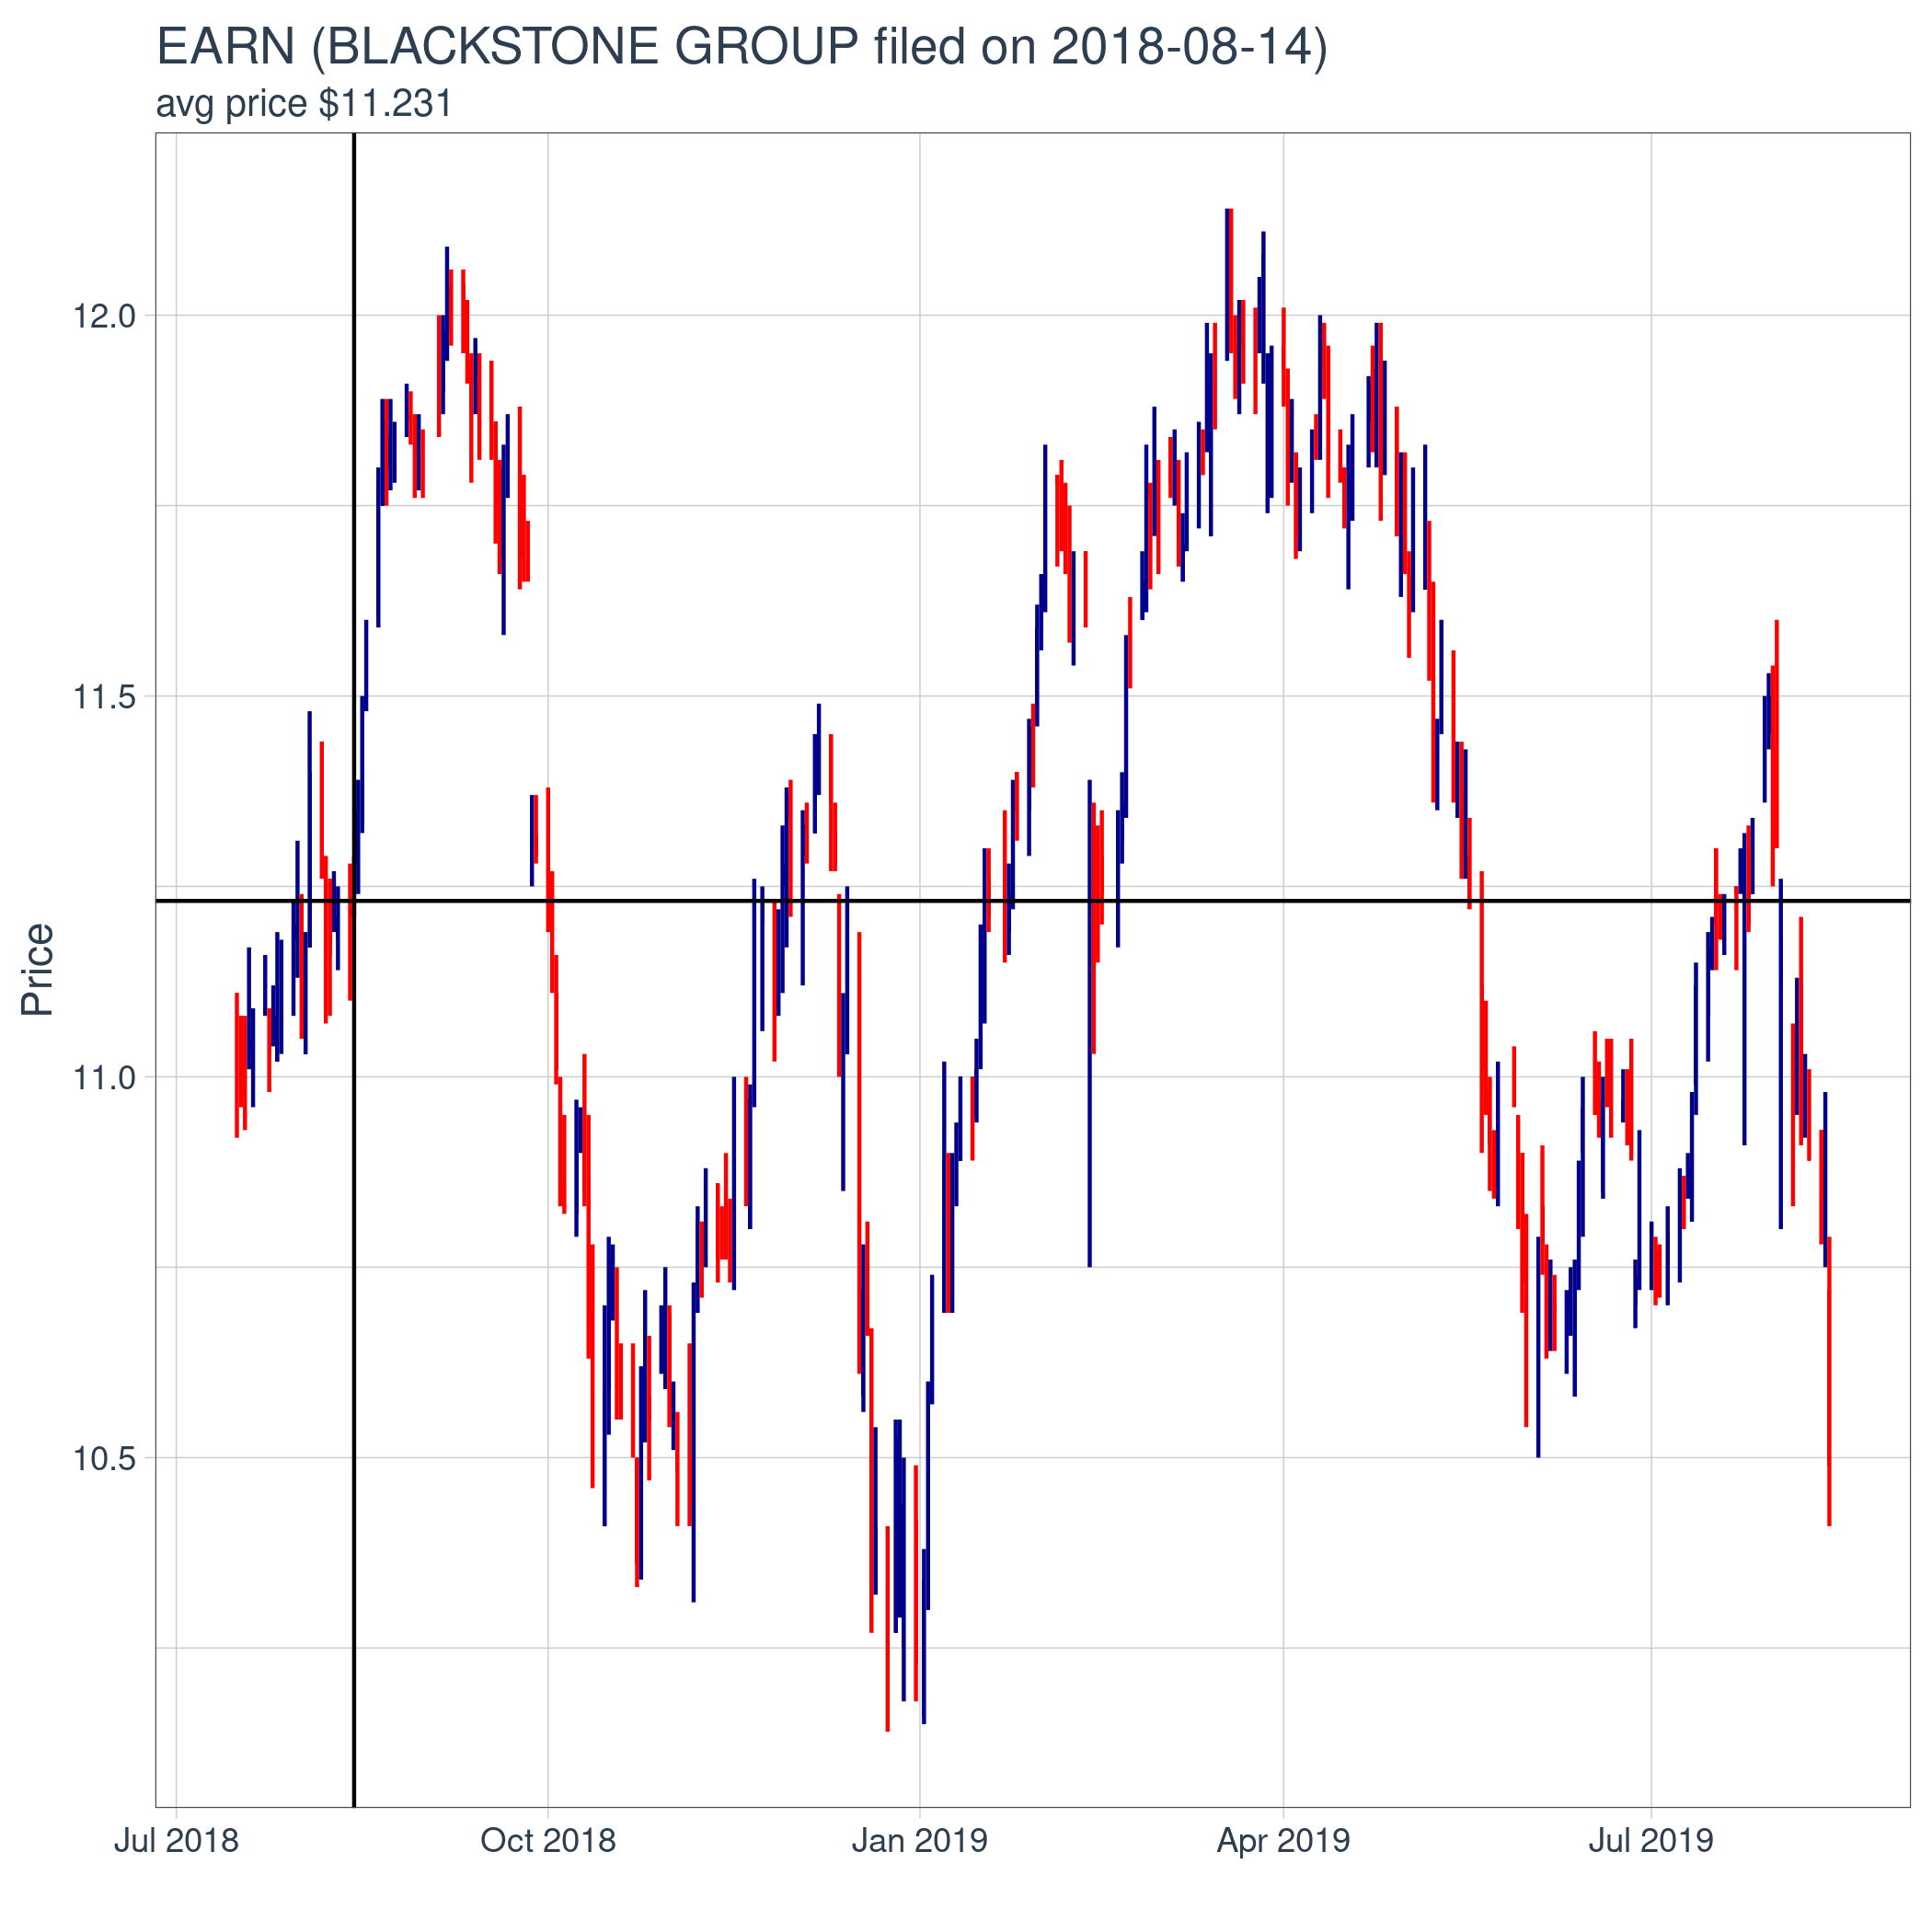 EARN (BLACKSTONE GROUP filed on 2018-08-14)
avg price $11.231
Price
12.0
11.5
11.0
10.5
Jul 2018
Oct 2018
Jan 2019
Apr 2019
Jul 2019